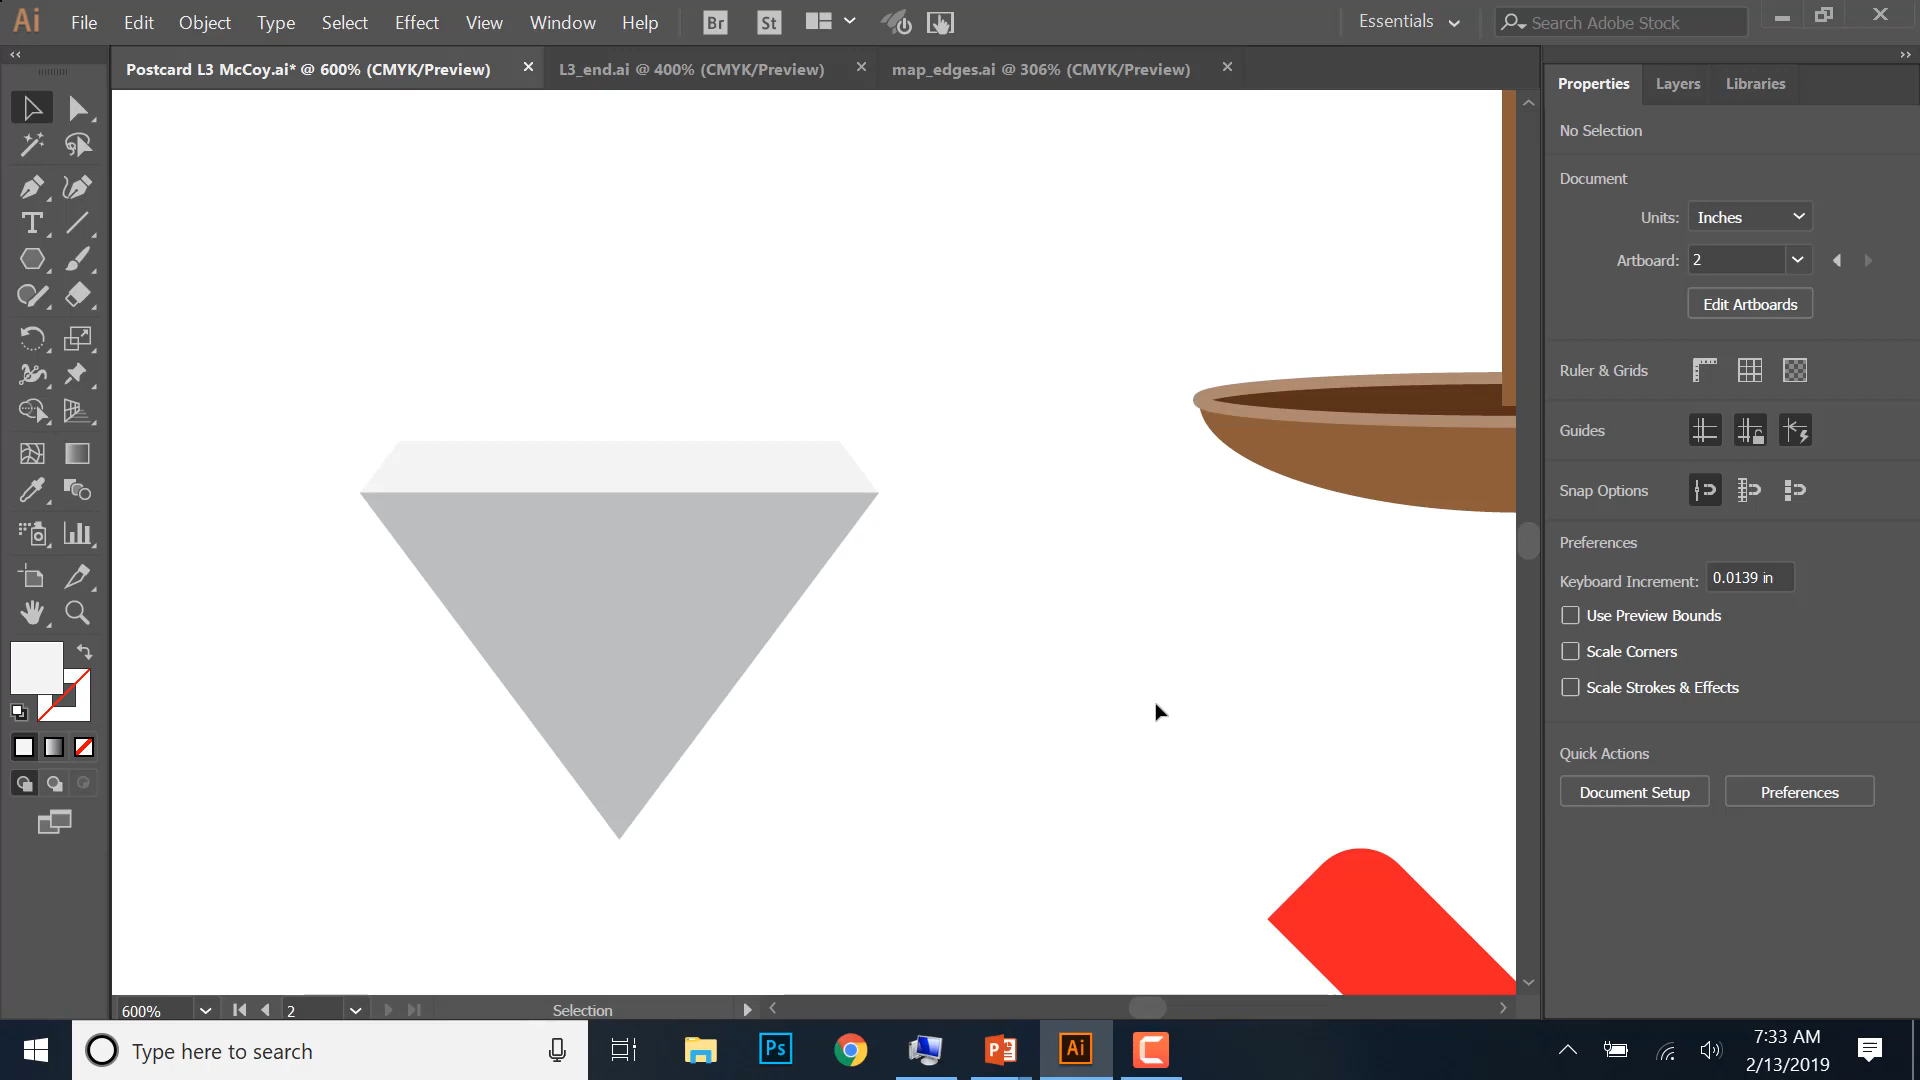 Ai File Edit Object Type Select Effect View Window Help Br St Essentials Search Adobe Stock
Postcard L3 McCoy.ai* @ 600% (CMYK/Preview) L3_end.ai @ 400% (CMYK/Preview) map_edges.ai @ 306% (CMYK/Preview)
Properties Layers Libraries
No Selection
Document
Units: Inches
Artboard: 2
Edit Artboards
Ruler & Grids
Guides
Snap Options
Preferences
Keyboard Increment: 0.0139 in
Use Preview Bounds
Scale Corners
Scale Strokes & Effects
Quick Actions
Document Setup Preferences
600% 2 Selection
Type here to search
Ps
Ai
7:33 AM
2/13/2019